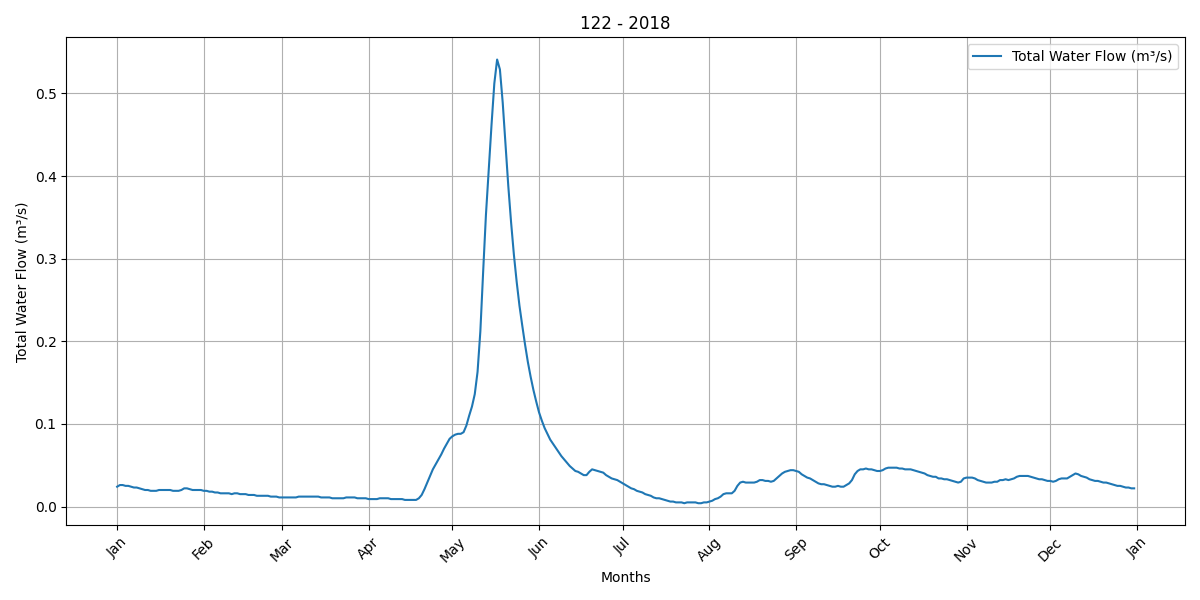 122 - 2018
Total Water Flow (m³/s)
Total Water Flow (m³/s)
0.5
0.4
0.3
0.2
0.1
0.0
Jan
Feb
Mar
Apr
May
Jun
Jul
Aug
Sep
Oct
Nov
Dec
Jan
Months